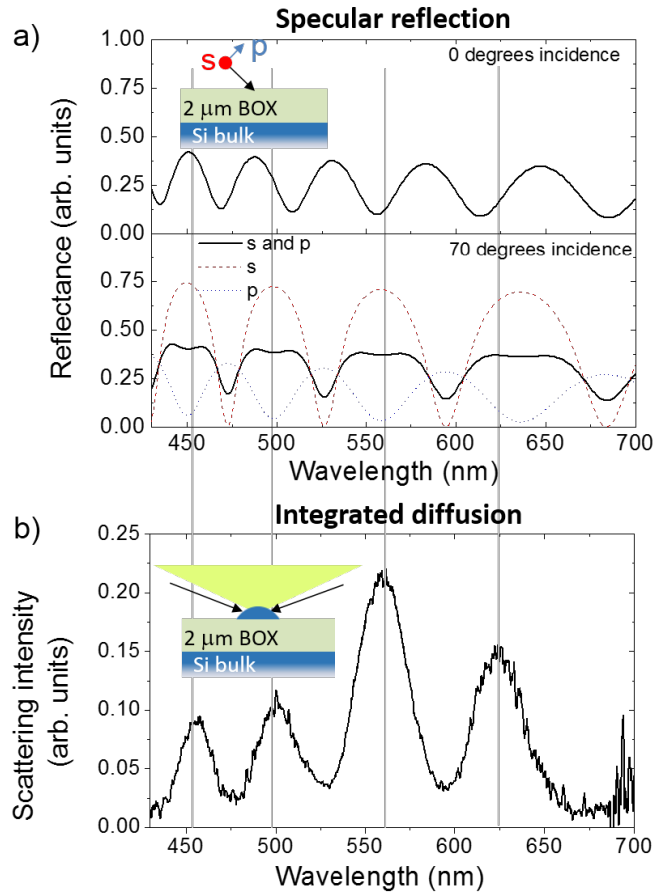 Specular reflection
a)
1.00
0.75
0.50
0.25
0.00
Reflectance (arb. units)
0 degrees incidence
s
p
2 μm BOX
Si bulk
s and p
s
p
70 degrees incidence
0.75
0.50
0.25
0.00
450 500 550 600 650 700
Wavelength (nm)
b)
Integrated diffusion
0.25
0.20
0.15
0.10
0.05
0.00
Scattering intensity
(arb. units)
2 μm BOX
Si bulk
450 500 550 600 650 700
Wavelength (nm)